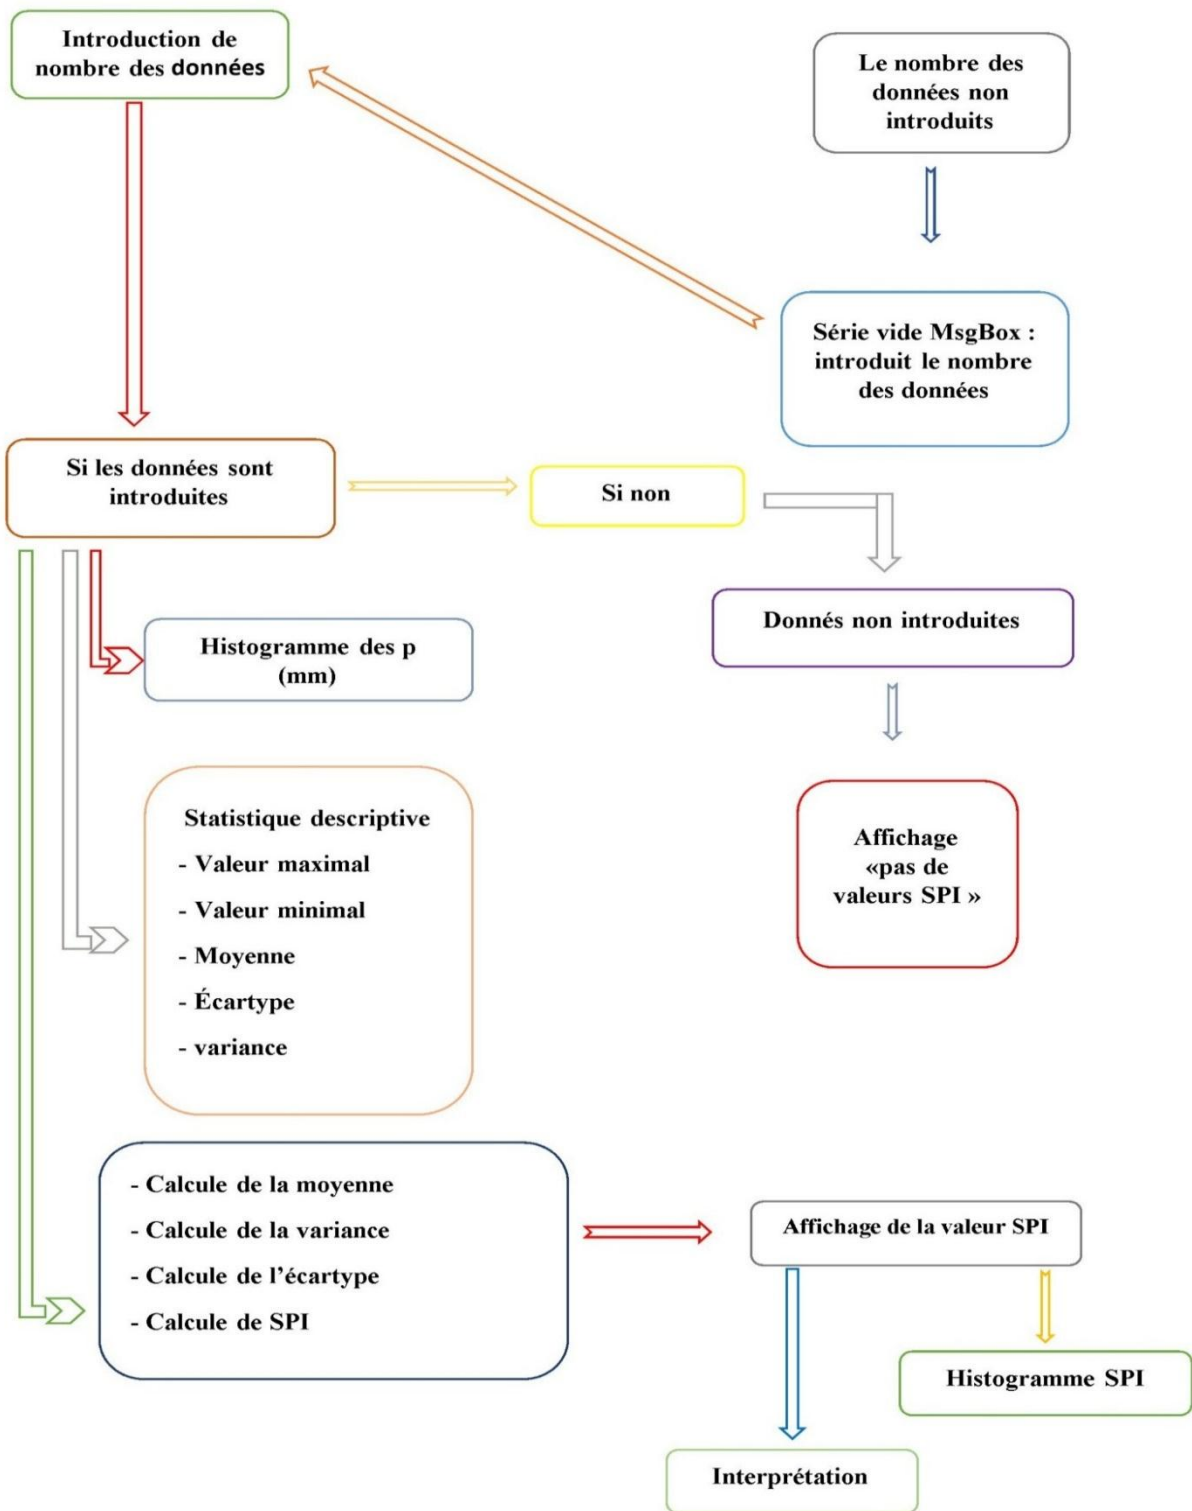 Introduction de
nombre des données
Le nombre des
données non
introduits
Série vide MsgBox :
introduit le nombre
des données
Si les données sont
introduites
Si non
Donnés non introduites
Histogramme des p
(mm)
Statistique descriptive
- Valeur maximal
- Valeur minimal
- Moyenne
- Écartype
- variance
Affichage
«pas de
valeurs SPI »
- Calcule de la moyenne
- Calcule de la variance
- Calcule de l’écartype
- Calcule de SPI
Affichage de la valeur SPI
Histogramme SPI
Interprétation